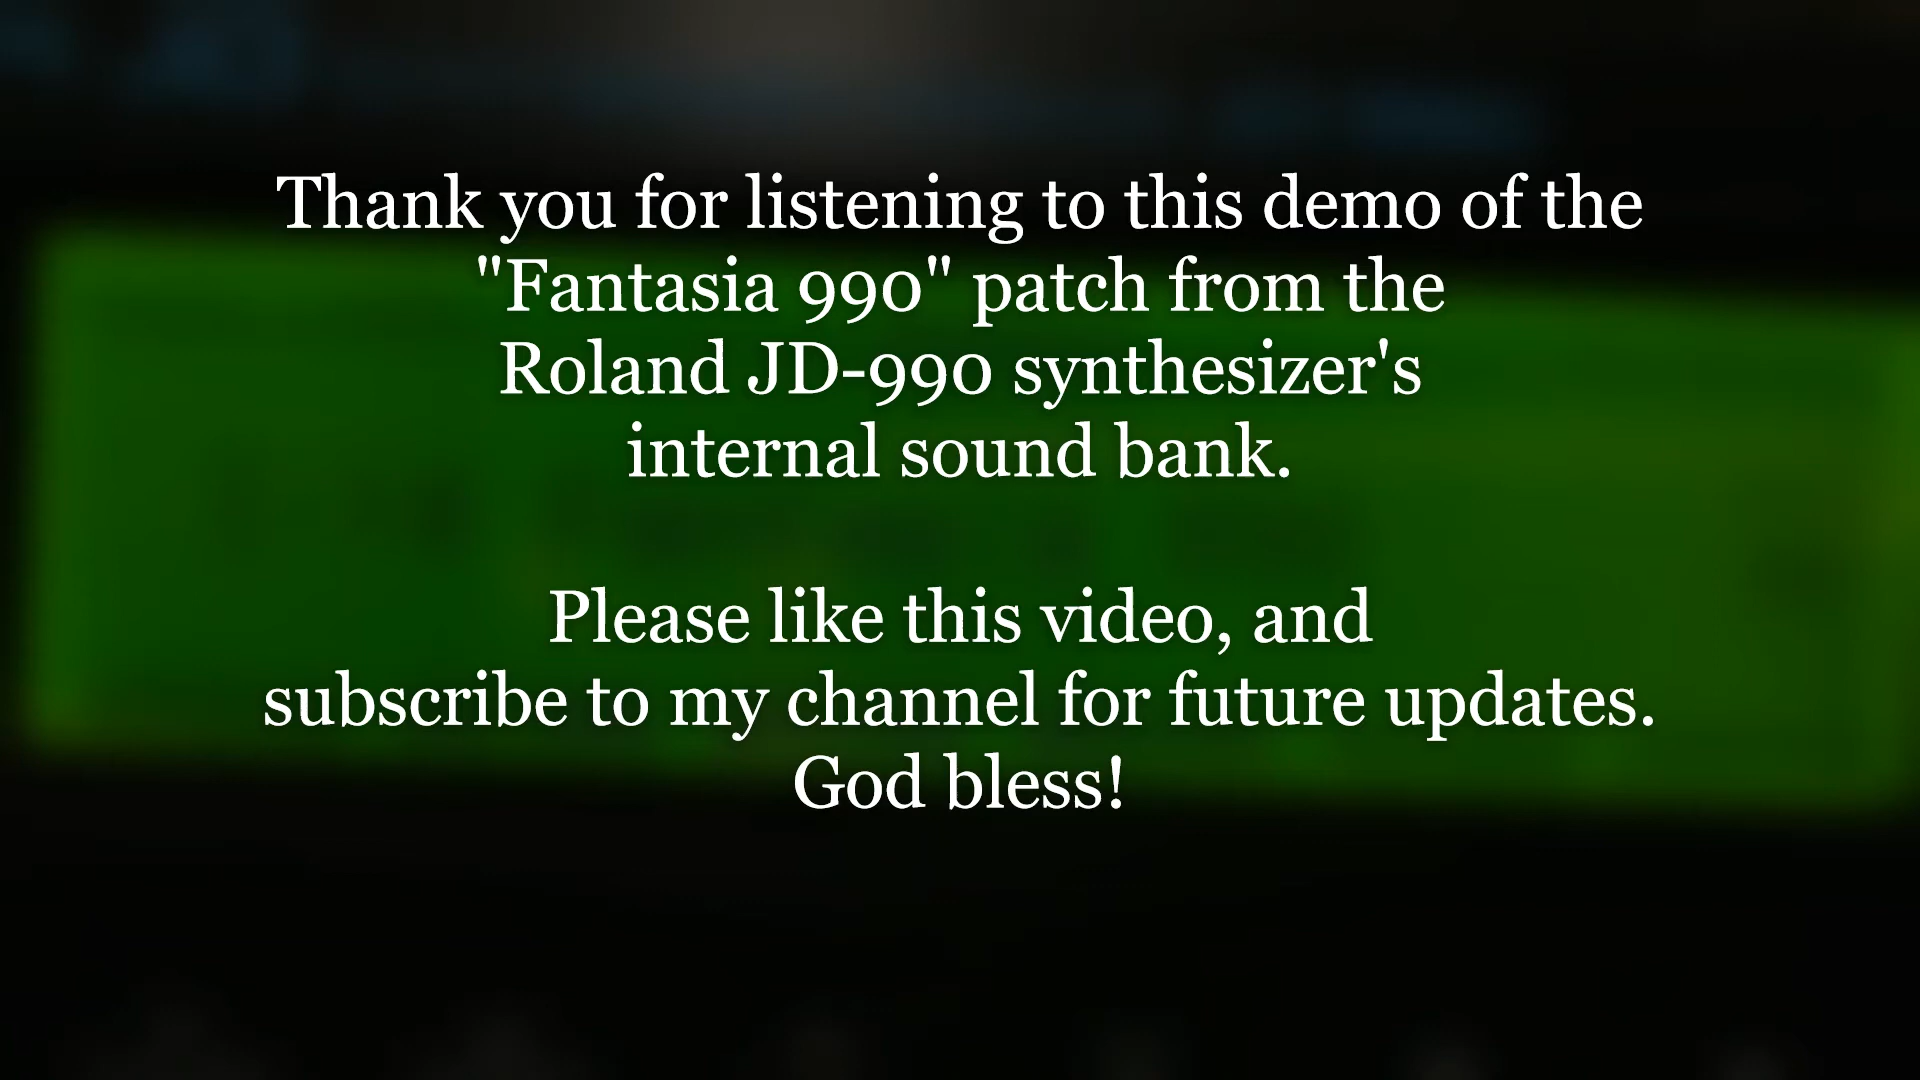 Thank you for listening to this demo of the
"Fantasia 990" patch from the
Roland JD-990 synthesizer's
internal sound bank.
Please like this video, and
subscribe to my channel for future updates.
God bless!